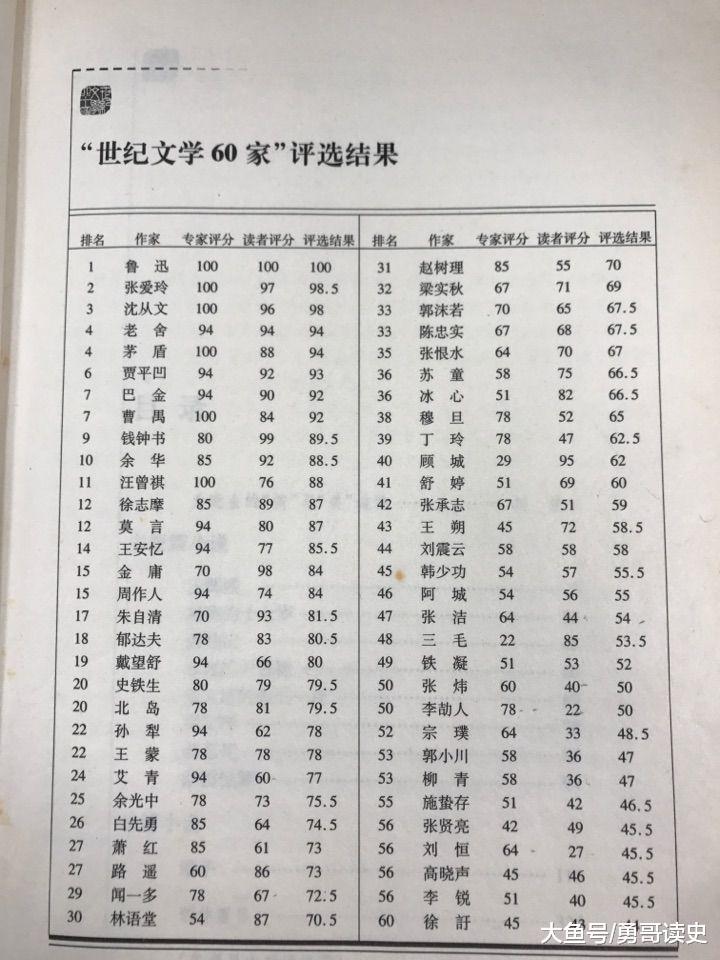 “世纪文学60家”评选结果
排名 作家 专家评分 读者评分 评选结果
1 鲁迅 100 100 100
2 张爱玲 100 97 98.5
3 沈从文 100 96 98
4 老舍 94 94 94
4 茅盾 100 88 94
6 贾平凹 94 92 93
7 巴金 94 90 92
7 曹禺 100 84 92
9 钱钟书 80 99 89.5
10 余华 85 92 88.5
11 汪曾祺 100 76 88
12 徐志摩 85 89 87
12 莫言 94 80 87
14 王安忆 94 77 85.5
15 金庸 70 98 84
15 周作人 94 74 84
17 朱自清 70 93 81.5
18 郁达夫 78 83 80.5
19 戴望舒 94 66 80
20 史铁生 80 79 79.5
20 北岛 78 81 79.5
22 孙犁 94 62 78
22 王蒙 78 78 78
24 艾青 94 60 77
25 余光中 78 73 75.5
26 白先勇 85 64 74.5
27 萧红 85 61 73
27 路遥 60 86 73
29 闻一多 78 67 72.5
30 林语堂 54 87 70.5
排名 作家 专家评分 读者评分 评选结果
31 赵树理 85 55 70
32 梁实秋 67 71 69
33 郭沫若 70 65 67.5
33 陈忠实 67 68 67.5
35 张恨水 64 70 67
36 苏童 58 75 66.5
36 冰心 51 82 66.5
38 穆旦 78 52 65
39 丁玲 78 47 62.5
40 顾城 29 95 62
41 舒婷 51 69 60
42 张承志 67 51 59
43 王朔 45 72 58.5
44 刘震云 58 58 58
45 韩少功 54 57 55.5
46 阿城 54 54 54
47 张洁 64 44 54
48 三毛 22 85 53.5
49 铁凝 51 53 52
50 张炜 60 40 50
50 李劼人 78 22 50
52 宗璞 64 33 48.5
53 郭小川 58 36 47
53 柳青 58 36 47
55 施蛰存 51 42 46.5
56 张贤亮 42 49 45.5
56 刘恒 64 27 45.5
56 高晓声 45 46 45.5
56 李锐 51 40 45.5
60 徐訏 45 43 44
大鱼号/勇哥读史